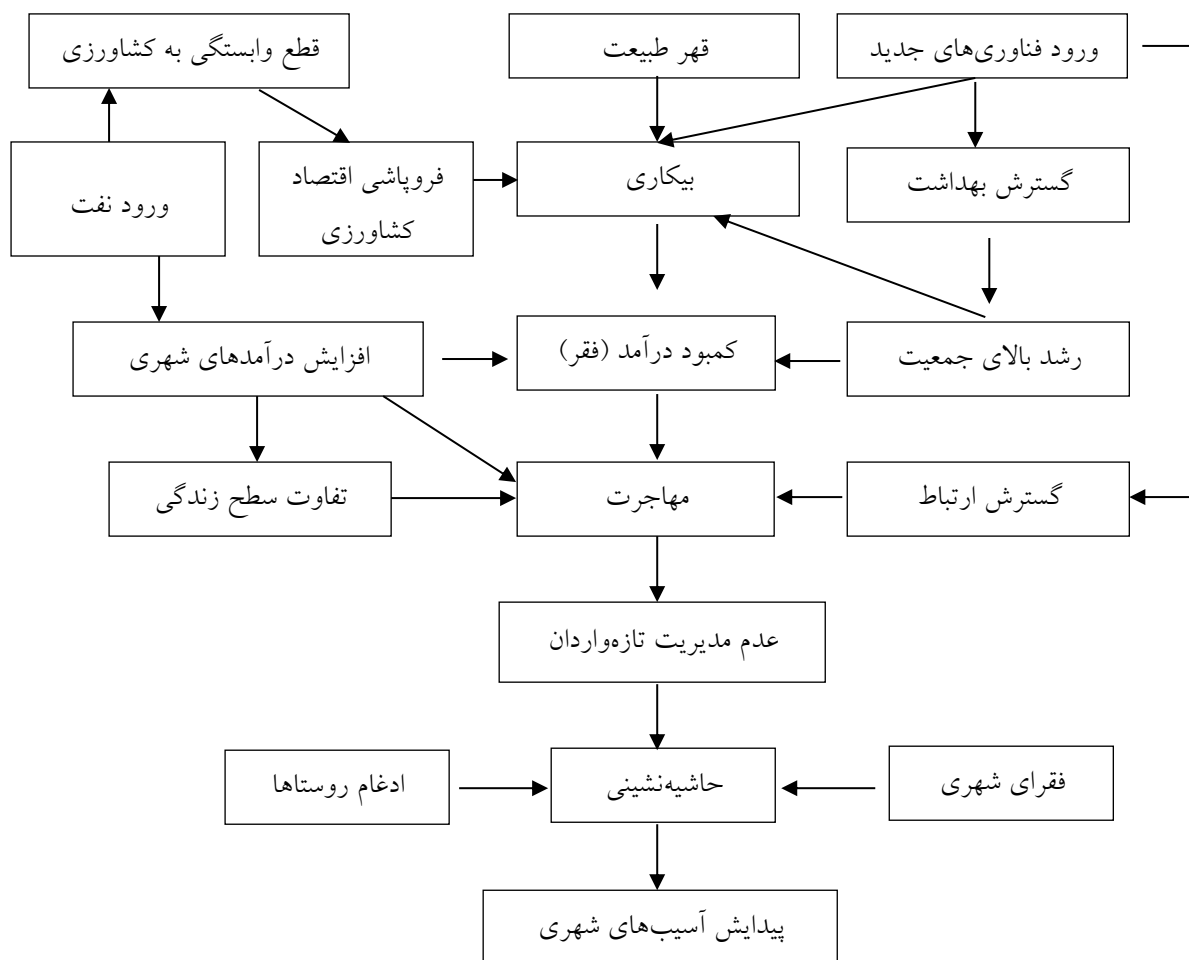 ورود فناوری‌های جدید
قهر طبیعت
قطع وابستگی به کشاورزی
گسترش بهداشت
بیکاری
فروپاشی اقتصاد
کشاورزی
ورود نفت
رشد بالای جمعیت
کمبود درآمد (فقر)
افزایش درآمدهای شهری
گسترش ارتباط
مهاجرت
تفاوت سطح زندگی
عدم مدیریت تازه‌واردان
فقرای شهری
حاشیه‌نشینی
ادغام روستاها
پیدایش آسیب‌های شهری